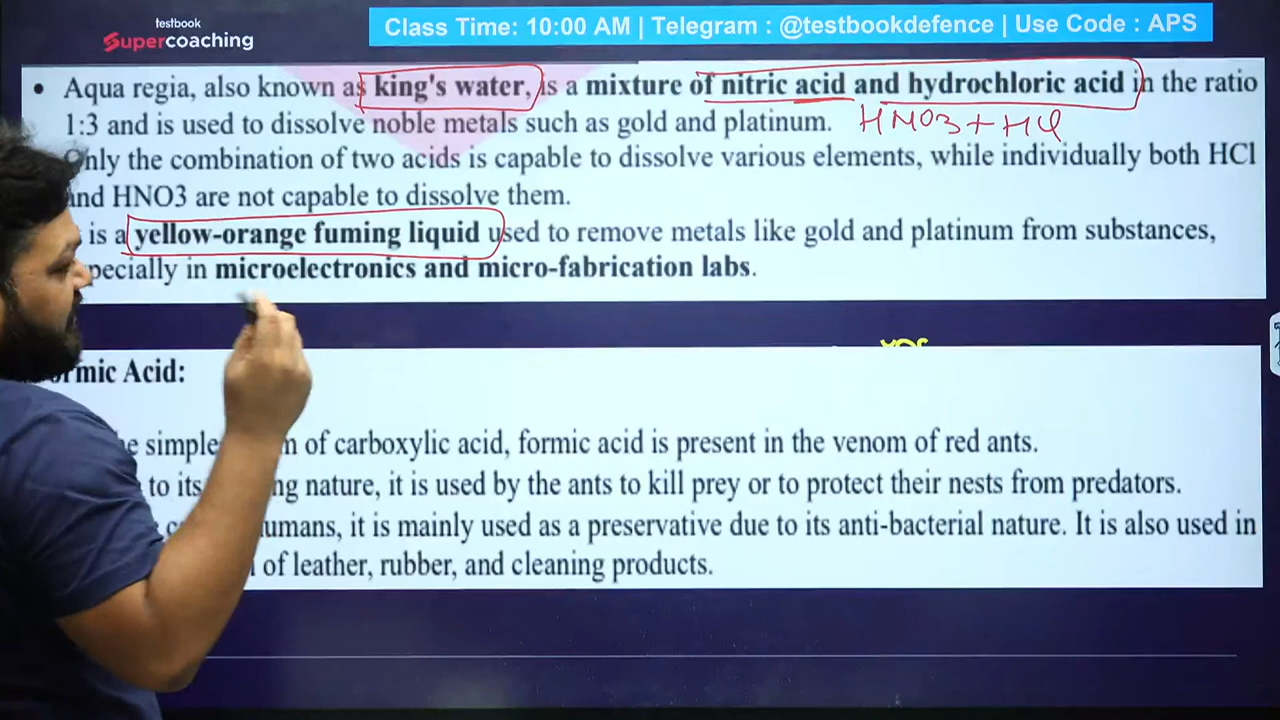 testbook
Supercoaching
Class Time: 10:00 AM | Telegram : @testbookdefence | Use Code : APS
• Aqua regia, also known as king's water, is a mixture of nitric acid and hydrochloric acid in the ratio
1:3 and is used to dissolve noble metals such as gold and platinum. HNO3 + HCl
Only the combination of two acids is capable to dissolve various elements, while individually both HCl
and HNO3 are not capable to dissolve them.
is a yellow-orange fuming liquid used to remove metals like gold and platinum from substances,
pecially in microelectronics and micro-fabrication labs.
rmic Acid:
e simple of carboxylic acid, formic acid is present in the venom of red ants.
to its ng nature, it is used by the ants to kill prey or to protect their nests from predators.
umans, it is mainly used as a preservative due to its anti-bacterial nature. It is also used in
of leather, rubber, and cleaning products.